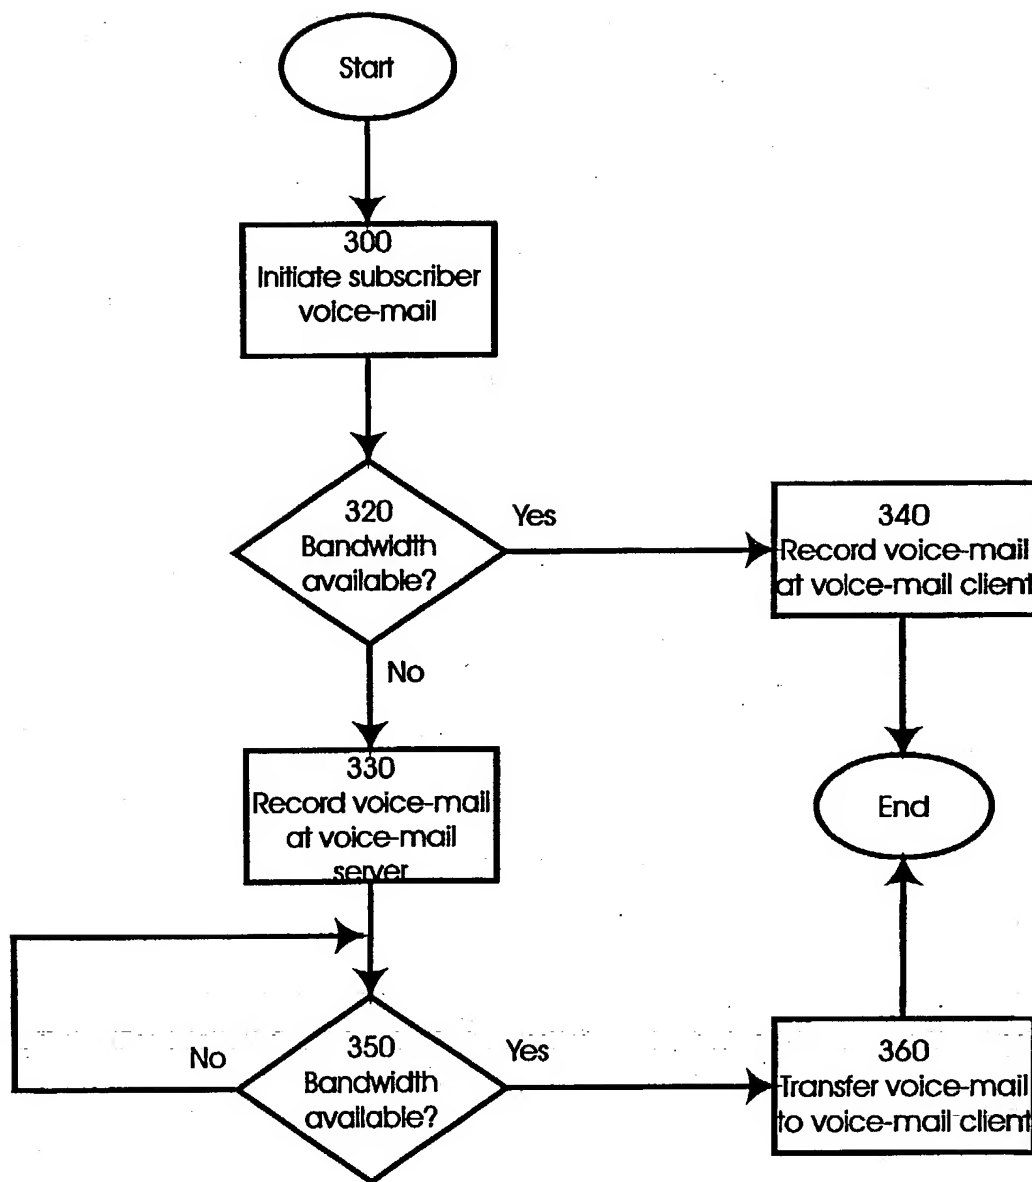 Start
300
Initiate subscriber
voice-mail
320
Bandwidth
available?
Yes
340
Record voice-mail
at voice-mail client
No
330
Record voice-mail
at voice-mail
server
End
350
Bandwidth
available?
No
Yes
360
Transfer voice-mail
to voice-mail client